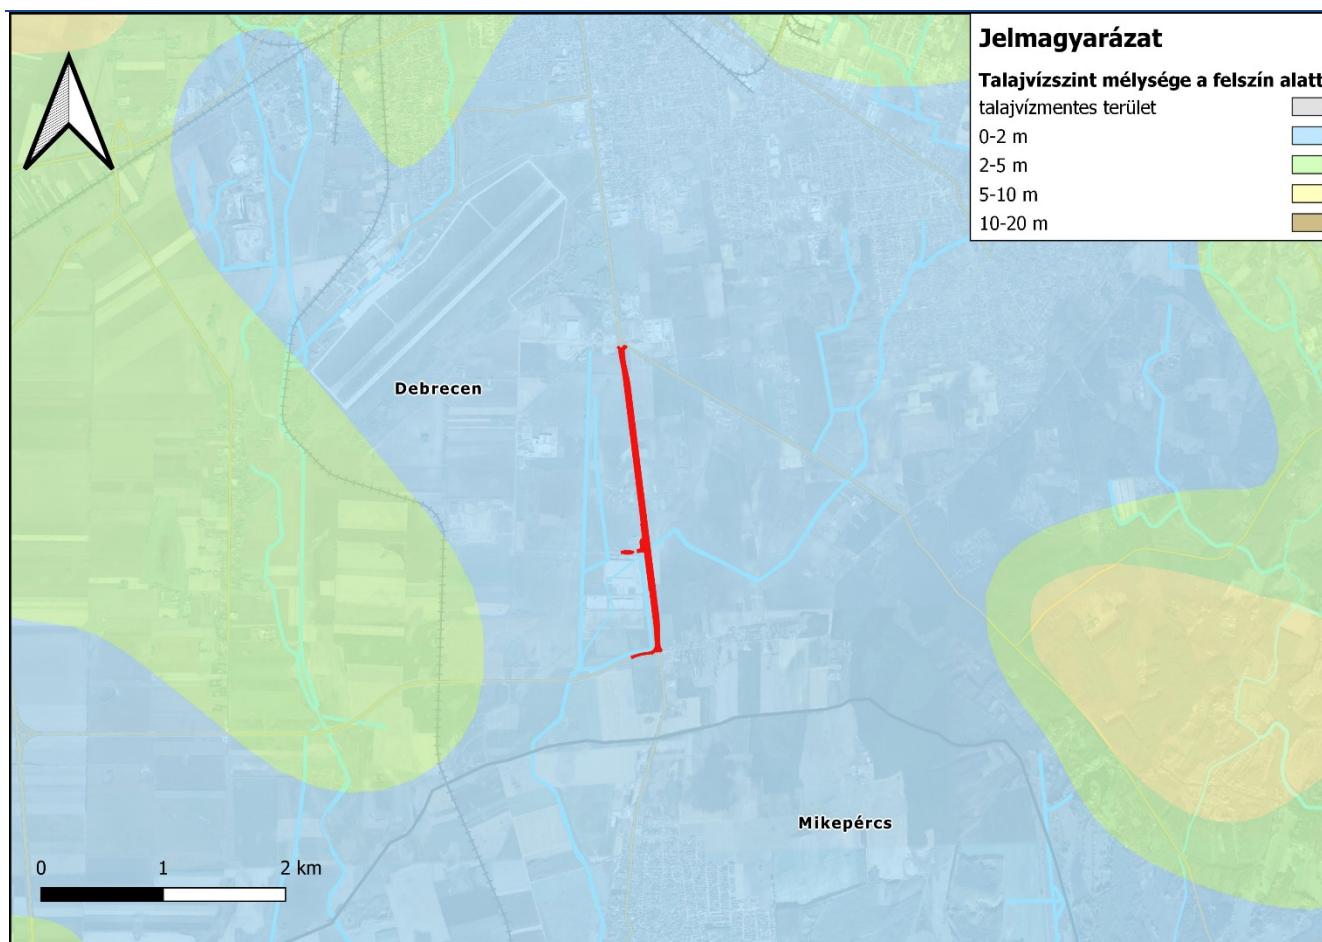 Jelmagyarázat
Talajvízszint mélysége a felszín alatt
talajvízmentes terület
0-2 m
2-5 m
5-10 m
10-20 m
Debrecen
Mikepércs
0 1 2 km